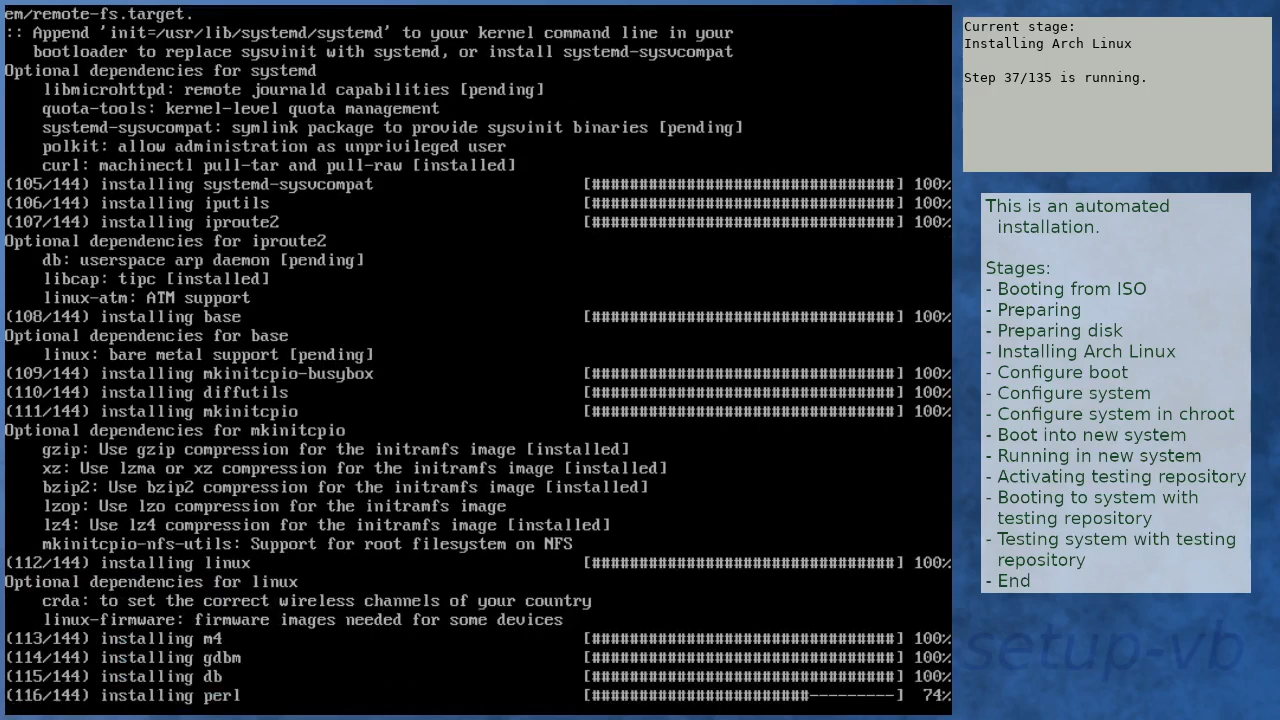 em/remote-fs.target.
:: Append 'init=/usr/lib/systemd/systemd' to your kernel command line in your
bootloader to replace sysvinit with systemd, or install systemd-sysvcompat
Optional dependencies for systemd
libmicrohttpd: remote journald capabilities [pending]
quota-tools: kernel-level quota management
systemd-sysvcompat: symlink package to provide sysvinit binaries [pending]
polkit: allow administration as unprivileged user
curl: machinectl pull-tar and pull-raw [installed]
(105/144) installing systemd-sysvcompat [################################] 100%
(106/144) installing iputils [################################] 100%
(107/144) installing iproute2 [################################] 100%
Optional dependencies for iproute2
db: userspace arp daemon [pending]
libcap: tipc [installed]
linux-atm: ATM support
(108/144) installing base [################################] 100%
Optional dependencies for base
linux: bare metal support [pending]
(109/144) installing mkinitcpio-busybox [################################] 100%
(110/144) installing diffutils [################################] 100%
(111/144) installing mkinitcpio [################################] 100%
Optional dependencies for mkinitcpio
gzip: Use gzip compression for the initramfs image [installed]
xz: Use lzma or xz compression for the initramfs image [installed]
bzip2: Use bzip2 compression for the initramfs image [installed]
lzop: Use lzo compression for the initramfs image
lz4: Use lz4 compression for the initramfs image [installed]
mkinitcpio-nfs-utils: Support for root filesystem on NFS
(112/144) installing linux [################################] 100%
Optional dependencies for linux
crda: to set the correct wireless channels of your country
linux-firmware: firmware images needed for some devices
(113/144) installing m4 [################################] 100%
(114/144) installing gdbm [################################] 100%
(115/144) installing db [################################] 100%
(116/144) installing perl [#######################---------] 74%
Current stage:
Installing Arch Linux
Step 37/135 is running.
This is an automated
installation.
Stages:
- Booting from ISO
- Preparing
- Preparing disk
- Installing Arch Linux
- Configure boot
- Configure system
- Configure system in chroot
- Boot into new system
- Running in new system
- Activating testing repository
- Booting to system with
testing repository
- Testing system with testing
repository
- End
setup-vb